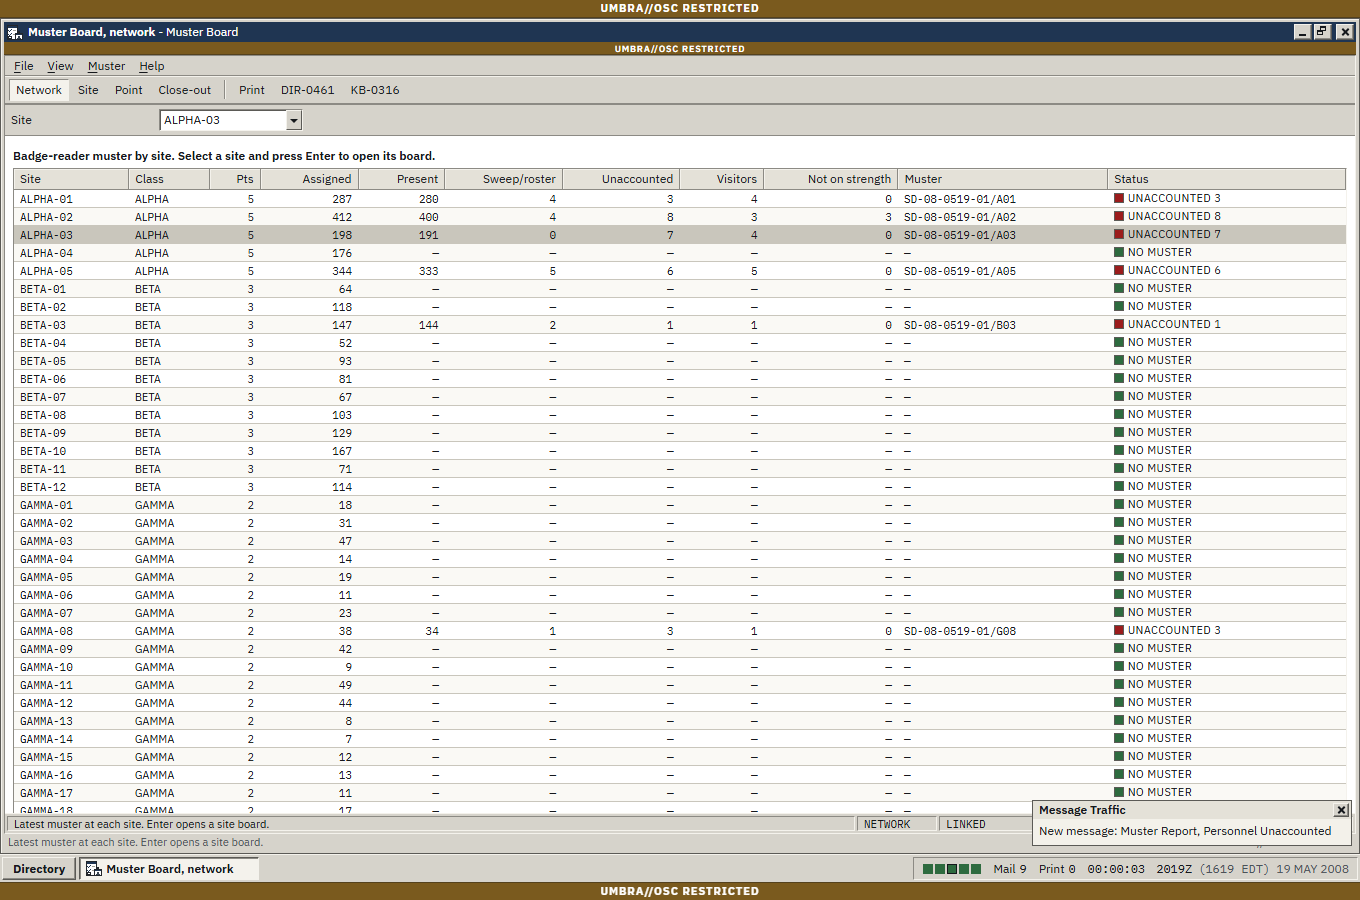 UMBRA//OSC RESTRICTED
Muster Board, network - Muster Board
UMBRA//OSC RESTRICTED
File View Muster Help
Network Site Point Close-out Print DIR-0461 KB-0316
Site ALPHA-03
Badge-reader muster by site. Select a site and press Enter to open its board.
Site Class Pts Assigned Present Sweep/roster Unaccounted Visitors Not on strength Muster Status
ALPHA-01 ALPHA 5 287 280 4 3 4 0 SD-08-0519-01/A01 UNACCOUNTED 3
ALPHA-02 ALPHA 5 412 400 4 8 3 3 SD-08-0519-01/A02 UNACCOUNTED 8
ALPHA-03 ALPHA 5 198 191 0 7 4 0 SD-08-0519-01/A03 UNACCOUNTED 7
ALPHA-04 ALPHA 5 176 — — — — — — NO MUSTER
ALPHA-05 ALPHA 5 344 333 5 6 5 0 SD-08-0519-01/A05 UNACCOUNTED 6
BETA-01 BETA 3 64 — — — — — — NO MUSTER
BETA-02 BETA 3 118 — — — — — — NO MUSTER
BETA-03 BETA 3 147 144 2 1 1 0 SD-08-0519-01/B03 UNACCOUNTED 1
BETA-04 BETA 3 52 — — — — — — NO MUSTER
BETA-05 BETA 3 93 — — — — — — NO MUSTER
BETA-06 BETA 3 81 — — — — — — NO MUSTER
BETA-07 BETA 3 67 — — — — — — NO MUSTER
BETA-08 BETA 3 103 — — — — — — NO MUSTER
BETA-09 BETA 3 129 — — — — — — NO MUSTER
BETA-10 BETA 3 167 — — — — — — NO MUSTER
BETA-11 BETA 3 71 — — — — — — NO MUSTER
BETA-12 BETA 3 114 — — — — — — NO MUSTER
GAMMA-01 GAMMA 2 18 — — — — — — NO MUSTER
GAMMA-02 GAMMA 2 31 — — — — — — NO MUSTER
GAMMA-03 GAMMA 2 47 — — — — — — NO MUSTER
GAMMA-04 GAMMA 2 14 — — — — — — NO MUSTER
GAMMA-05 GAMMA 2 19 — — — — — — NO MUSTER
GAMMA-06 GAMMA 2 11 — — — — — — NO MUSTER
GAMMA-07 GAMMA 2 23 — — — — — — NO MUSTER
GAMMA-08 GAMMA 2 38 34 1 3 1 0 SD-08-0519-01/G08 UNACCOUNTED 3
GAMMA-09 GAMMA 2 42 — — — — — — NO MUSTER
GAMMA-10 GAMMA 2 9 — — — — — — NO MUSTER
GAMMA-11 GAMMA 2 49 — — — — — — NO MUSTER
GAMMA-12 GAMMA 2 44 — — — — — — NO MUSTER
GAMMA-13 GAMMA 2 8 — — — — — — NO MUSTER
GAMMA-14 GAMMA 2 7 — — — — — — NO MUSTER
GAMMA-15 GAMMA 2 12 — — — — — — NO MUSTER
GAMMA-16 GAMMA 2 13 — — — — — — NO MUSTER
GAMMA-17 GAMMA 2 11 — — — — — — NO MUSTER
GAMMA-18 GAMMA 2 17 — — — — — —
Message Traffic
New message: Muster Report, Personnel Unaccounted
Latest muster at each site. Enter opens a site board. NETWORK LINKED
Latest muster at each site. Enter opens a site board.
Directory Muster Board, network Mail 9 Print 0 00:00:03 2019Z (1619 EDT) 19 MAY 2008
UMBRA//OSC RESTRICTED